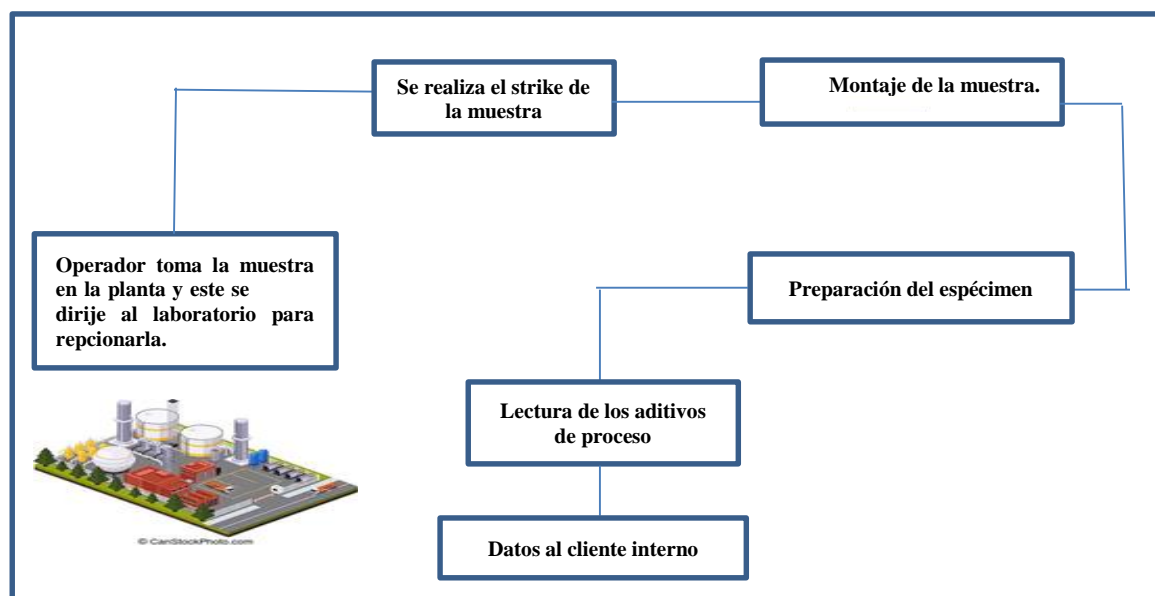 Se realiza el strike de
la muestra
Montaje de la muestra.
Operador toma la muestra
en la planta y este se
dirije al laboratorio para
repcionarla.
Preparación del espécimen
Lectura de los aditivos
de proceso
Datos al cliente interno
© CanStockPhoto.com